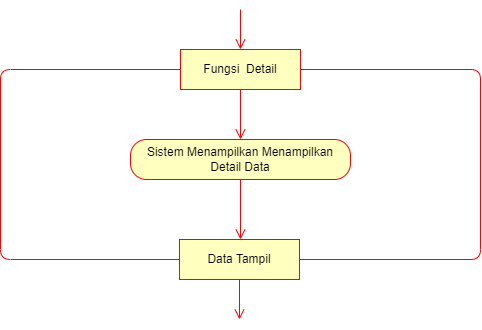 Fungsi  Detail
Sistem Menampilkan Menampilkan
Detail Data
Data Tampil